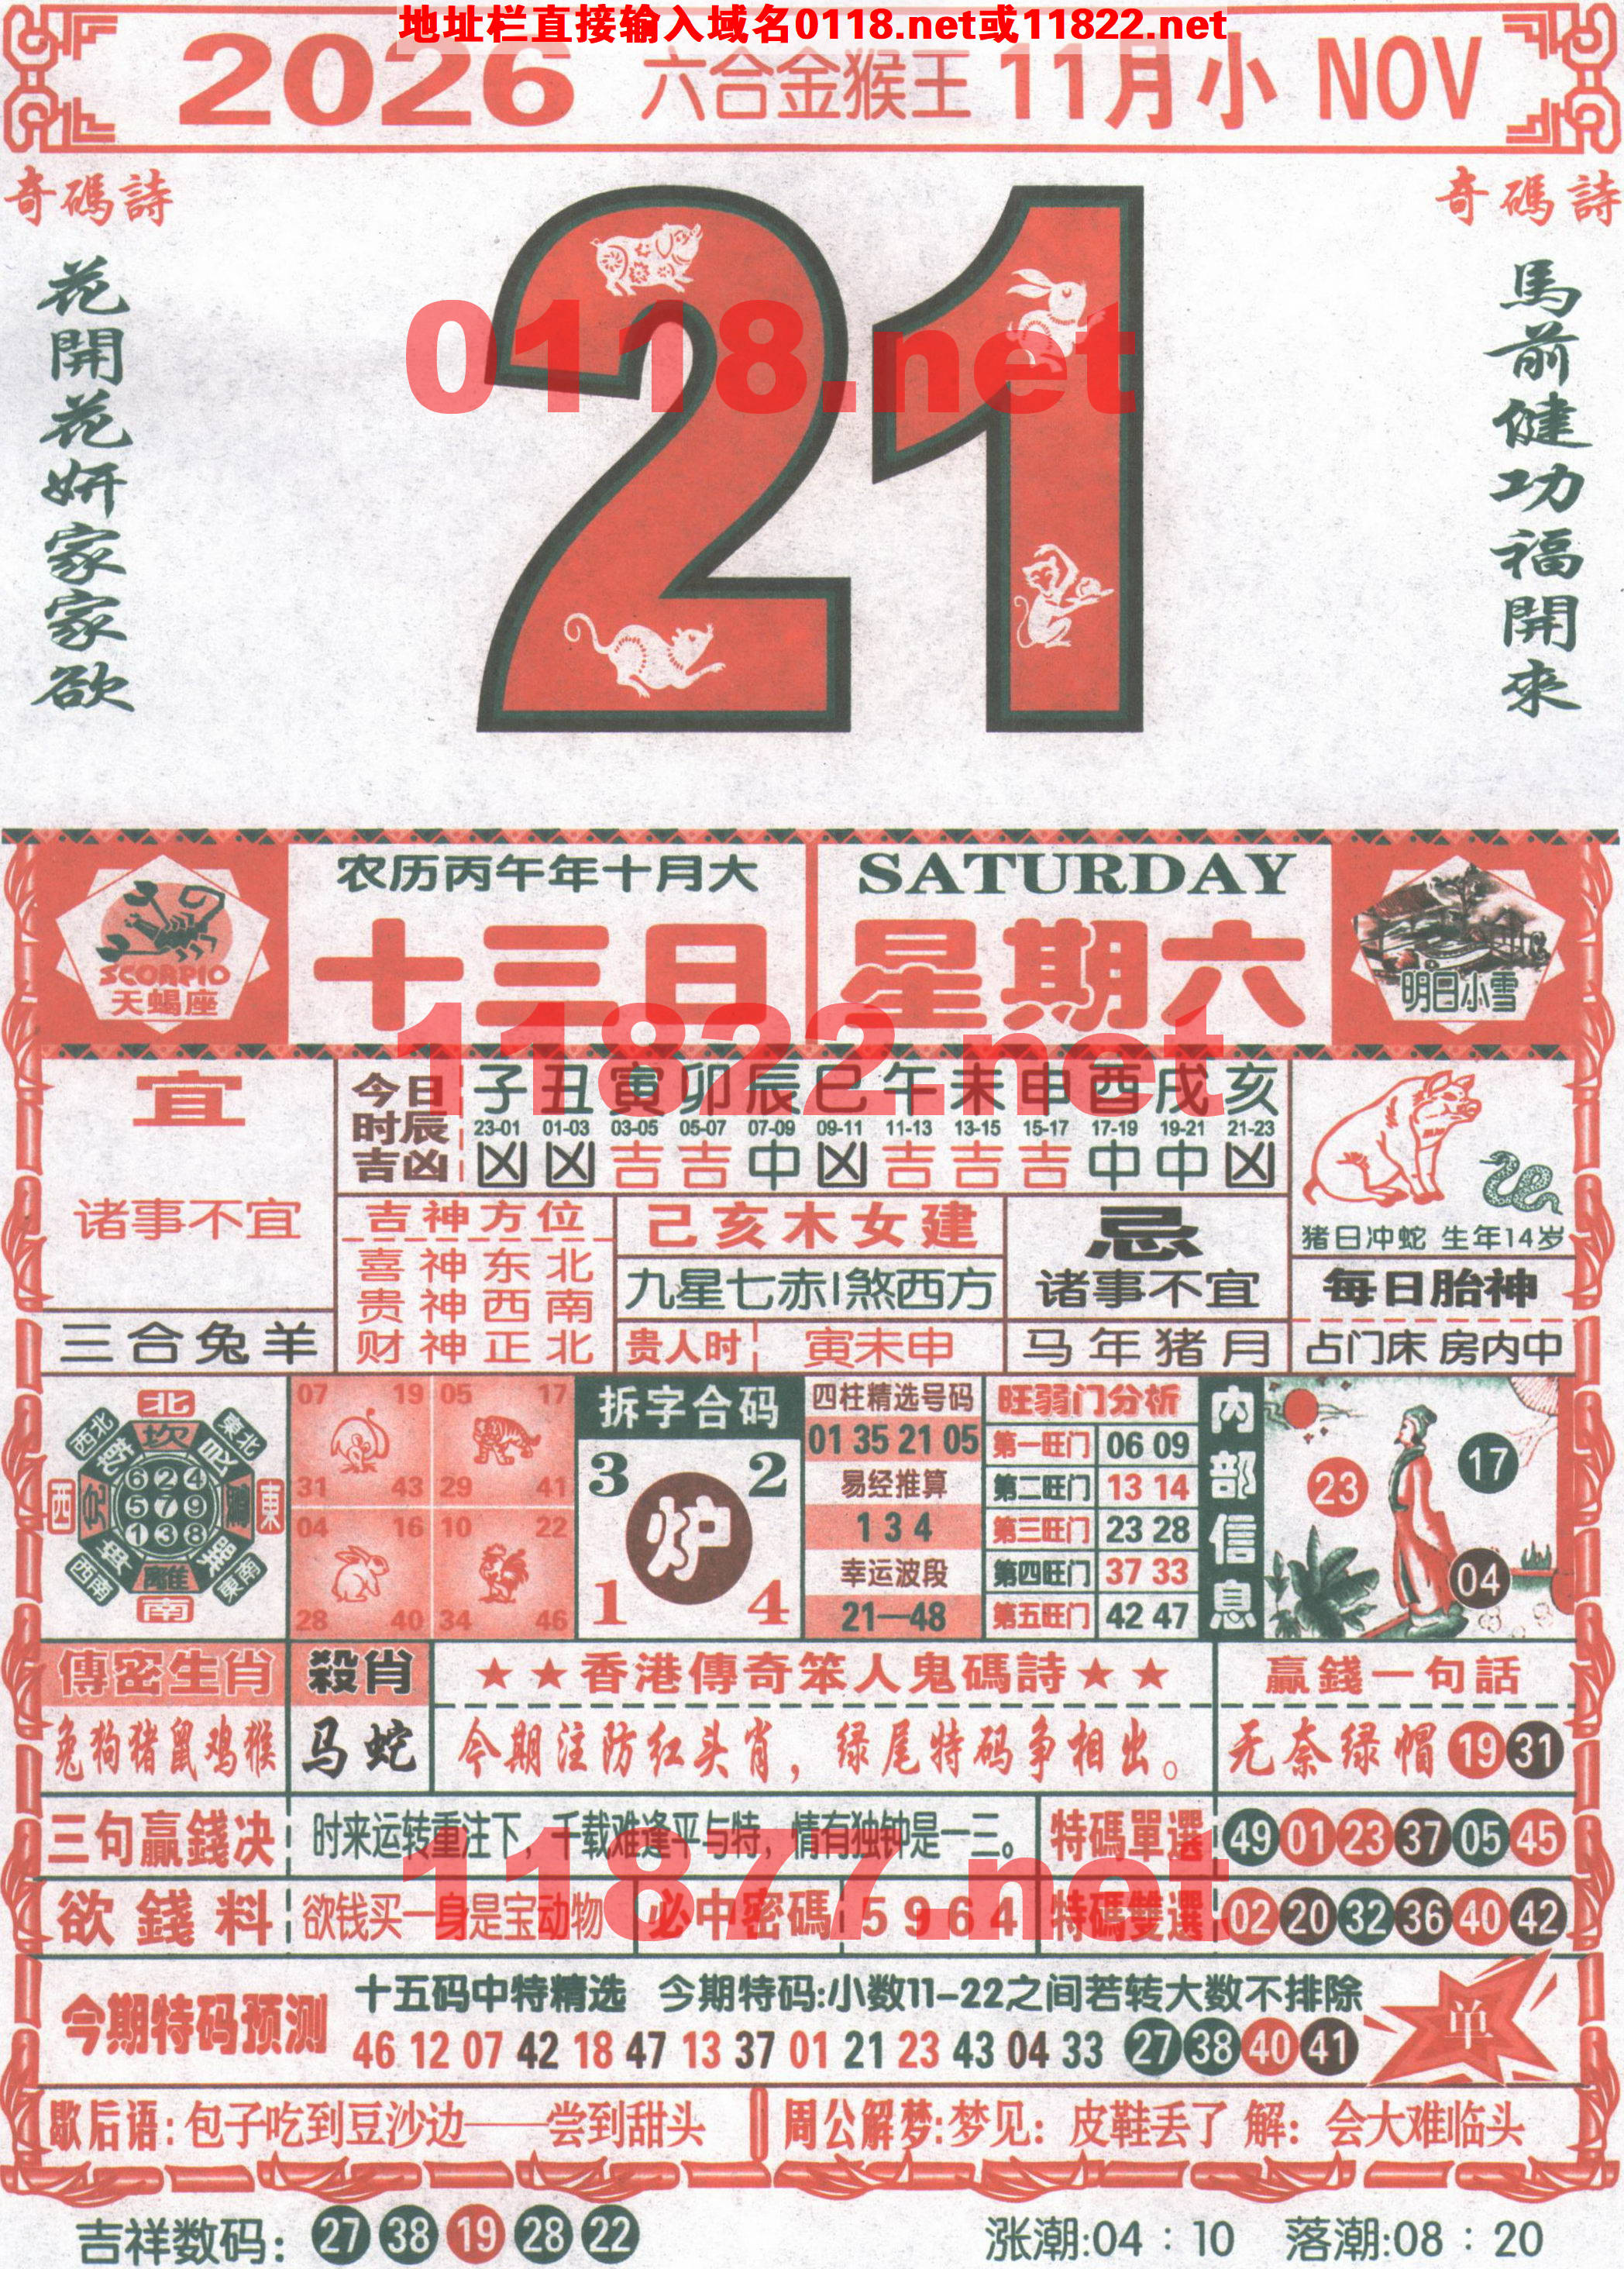 地址栏直接输入域名0118.net或11822.net
2026 六合金猴王 11月小 NOV
奇碼詩
花開花妍家家欲
21
奇碼詩
馬前健功福開來
0118.net
农历丙午年十月大
十三日
SATURDAY
星期六
SCORPIO
天蝎座
明日小雪
11822.net
宜
诸事不宜
三合兔羊
今日时辰吉凶
子 丑 寅 卯 辰 巳 午 未 申 酉 戌 亥
23-01 01-03 03-05 05-07 07-09 09-11 11-13 13-15 15-17 17-19 19-21 21-23
凶 凶 吉 吉 中 凶 吉 吉 吉 中 中 凶
吉神方位
喜神东北
贵神西南
财神正北
己亥木女建
九星七赤|煞西方
贵人时 寅未申
忌
诸事不宜
马年猪月
猪日冲蛇 生年14岁
每日胎神
占门床 房内中
北
西北 坎 東北
西 東
624
579
138
西南 離 東南
南
07 19 05 17
31 43 29 41
04 16 10 22
28 40 34 46
拆字合码
3 2
炉
1 4
四柱精选号码
01 35 21 05
易经推算
1 3 4
幸运波段
21—48
旺弱门分析
第一旺门 06 09
第二旺门 13 14
第三旺门 23 28
第四旺门 37 33
第五旺门 42 47
内部信息
23 17
04
傳密生肖
兔狗猪鼠鸡猴
殺肖
马蛇
★★香港傳奇笨人鬼碼詩★★
今期注防红头肖，绿尾特码争相出。
贏錢一句話
无奈绿帽 19 31
三句贏錢决 时来运转重注下，千载难逢平与特，情有独钟是一三。 特碼單選 49 01 23 37 05 45
欲錢料 欲钱买一身是宝动物 必中密碼 5 9 6 4 特碼雙選 02 20 32 36 40 42
11877.net
今期特码预测
十五码中特精选 今期特码:小数11-22之间若转大数不排除
46 12 07 42 18 47 13 37 01 21 23 43 04 33 27 38 40 41
单
歇后语: 包子吃到豆沙边——尝到甜头
周公解梦: 梦见：皮鞋丢了 解：会大难临头
吉祥数码：27 38 19 28 22
涨潮:04：10 落潮:08：20